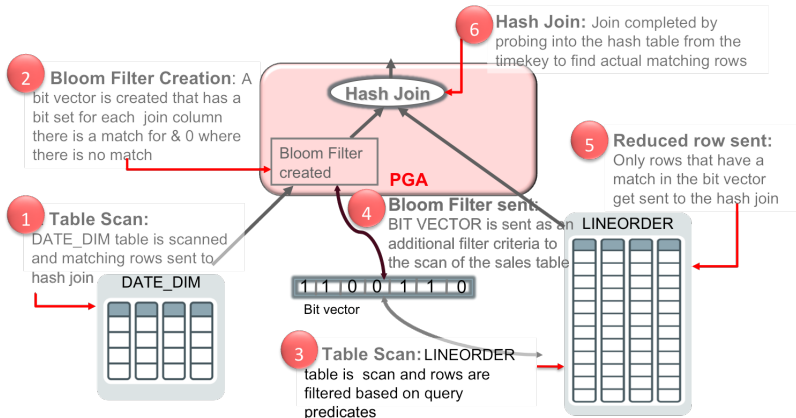 1
Table Scan:
DATE_DIM table is scanned
and matching rows sent to
hash join
DATE_DIM
2
Bloom Filter Creation: A
bit vector is created that has a
bit set for each join column
there is a match for & 0 where
there is no match
Hash Join
Bloom Filter
created
PGA
3
Table Scan: LINEORDER
table is scan and rows are
filtered based on query
predicates
4
Bloom Filter sent:
BIT VECTOR is sent as an
additional filter criteria to
the scan of the sales table
1 1 0 0 1 1 1 0
Bit vector
5
Reduced row sent:
Only rows that have a
match in the bit vector
get sent to the hash join
LINEORDER
6
Hash Join: Join completed by
probing into the hash table from the
timekey to find actual matching rows